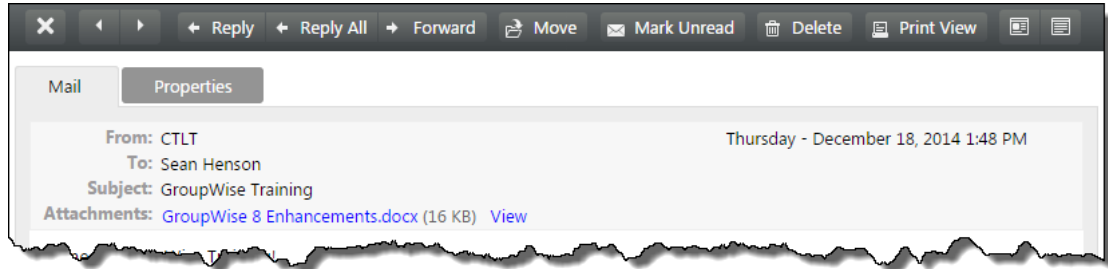 Reply Reply All Forward Move Mark Unread Delete Print View
Mail Properties
From: CTLT Thursday - December 18, 2014 1:48 PM
To: Sean Henson
Subject: GroupWise Training
Attachments: GroupWise 8 Enhancements.docx (16 KB) View